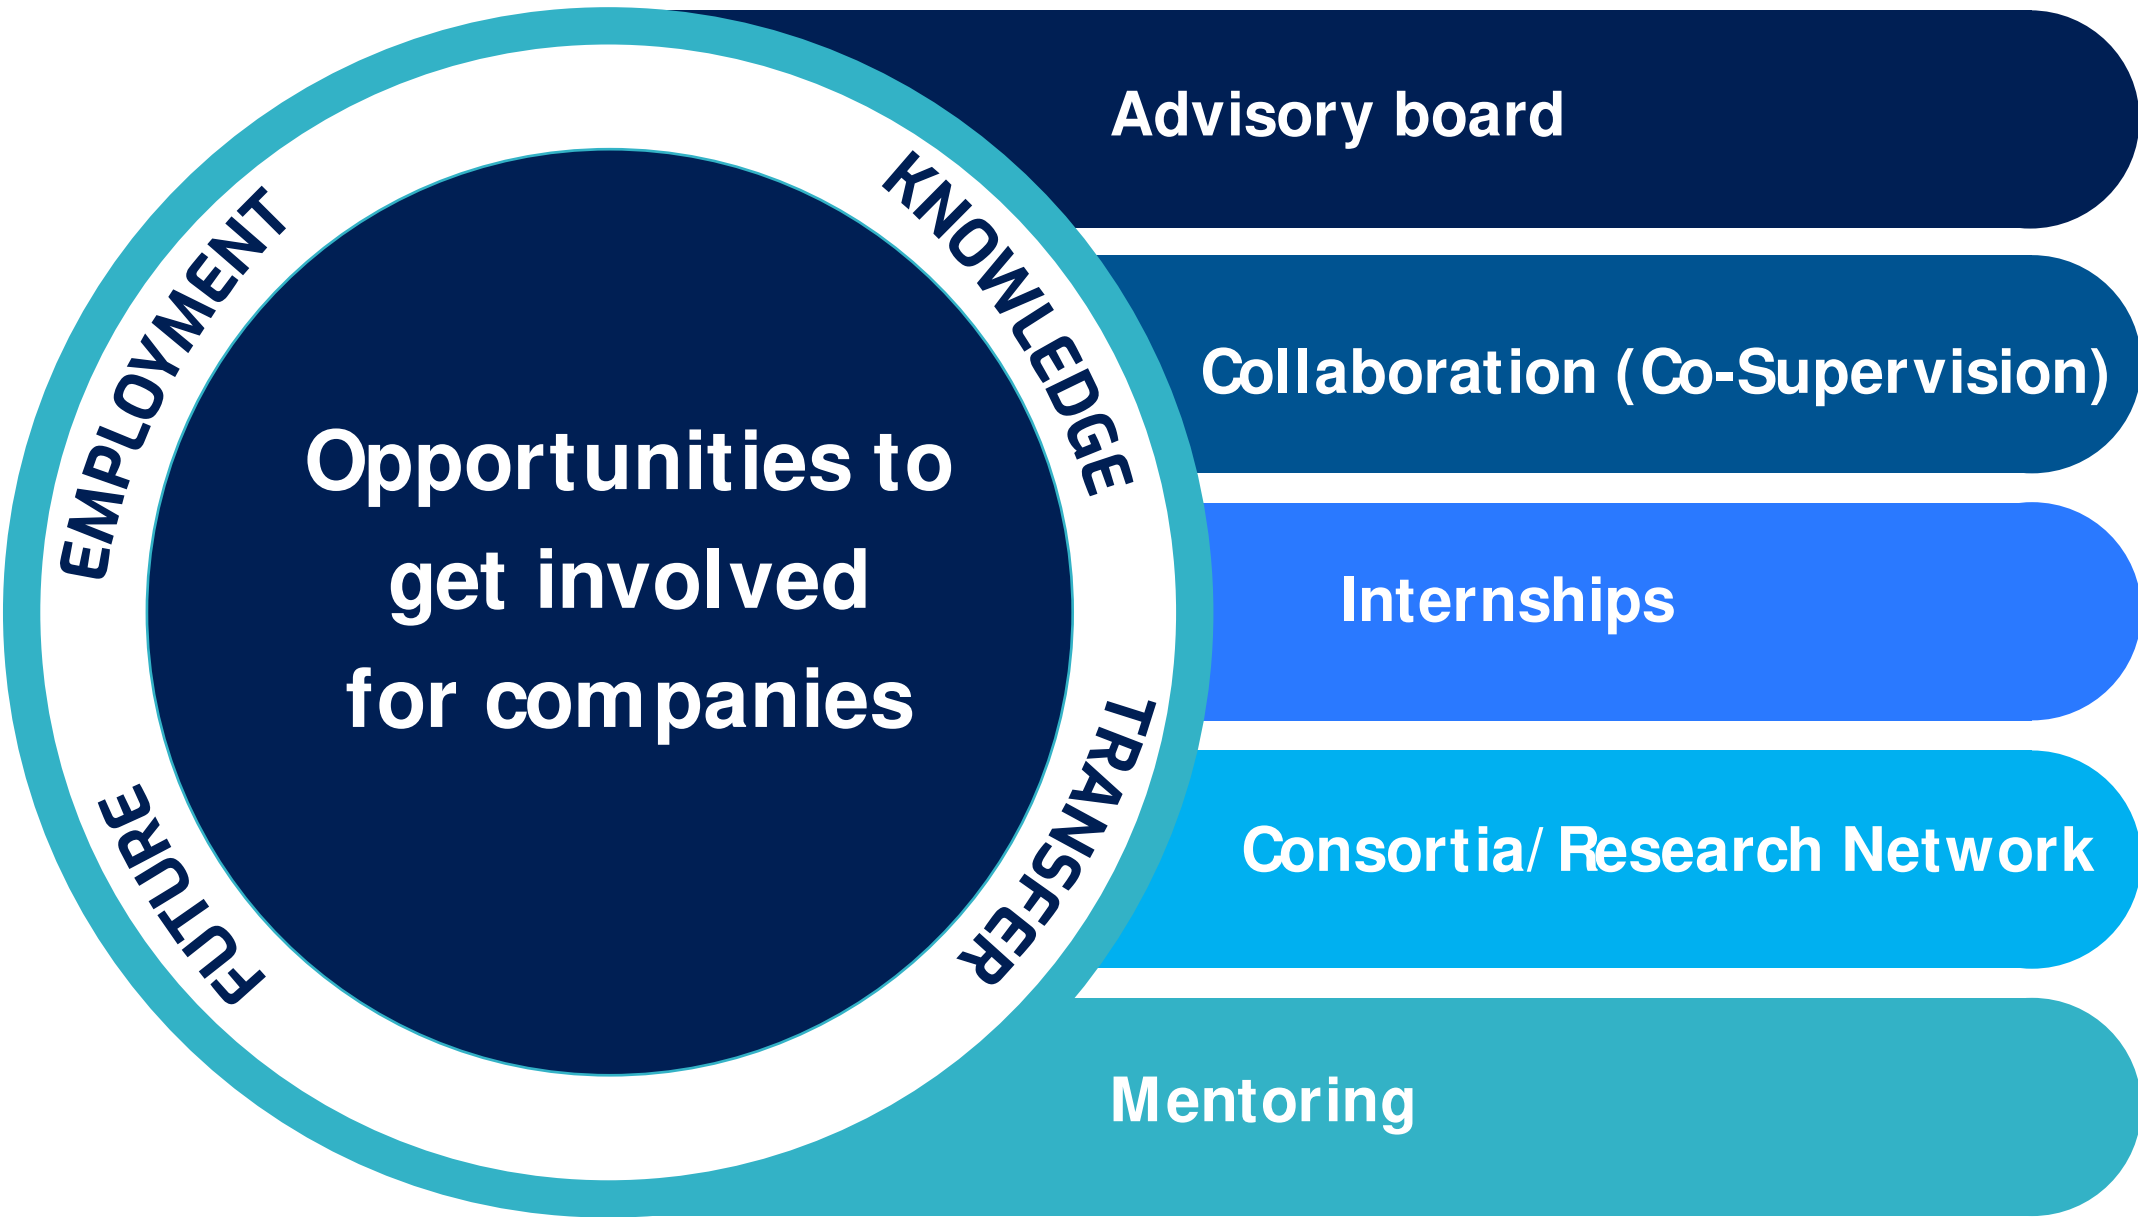 EMPLOYMENT
KNOWLEDGE
TRANSFER
FUTURE
Opportunities to
get involved
for companies
Advisory board
Collaboration (Co-Supervision)
Internships
Consortia/ Research Network
Mentoring